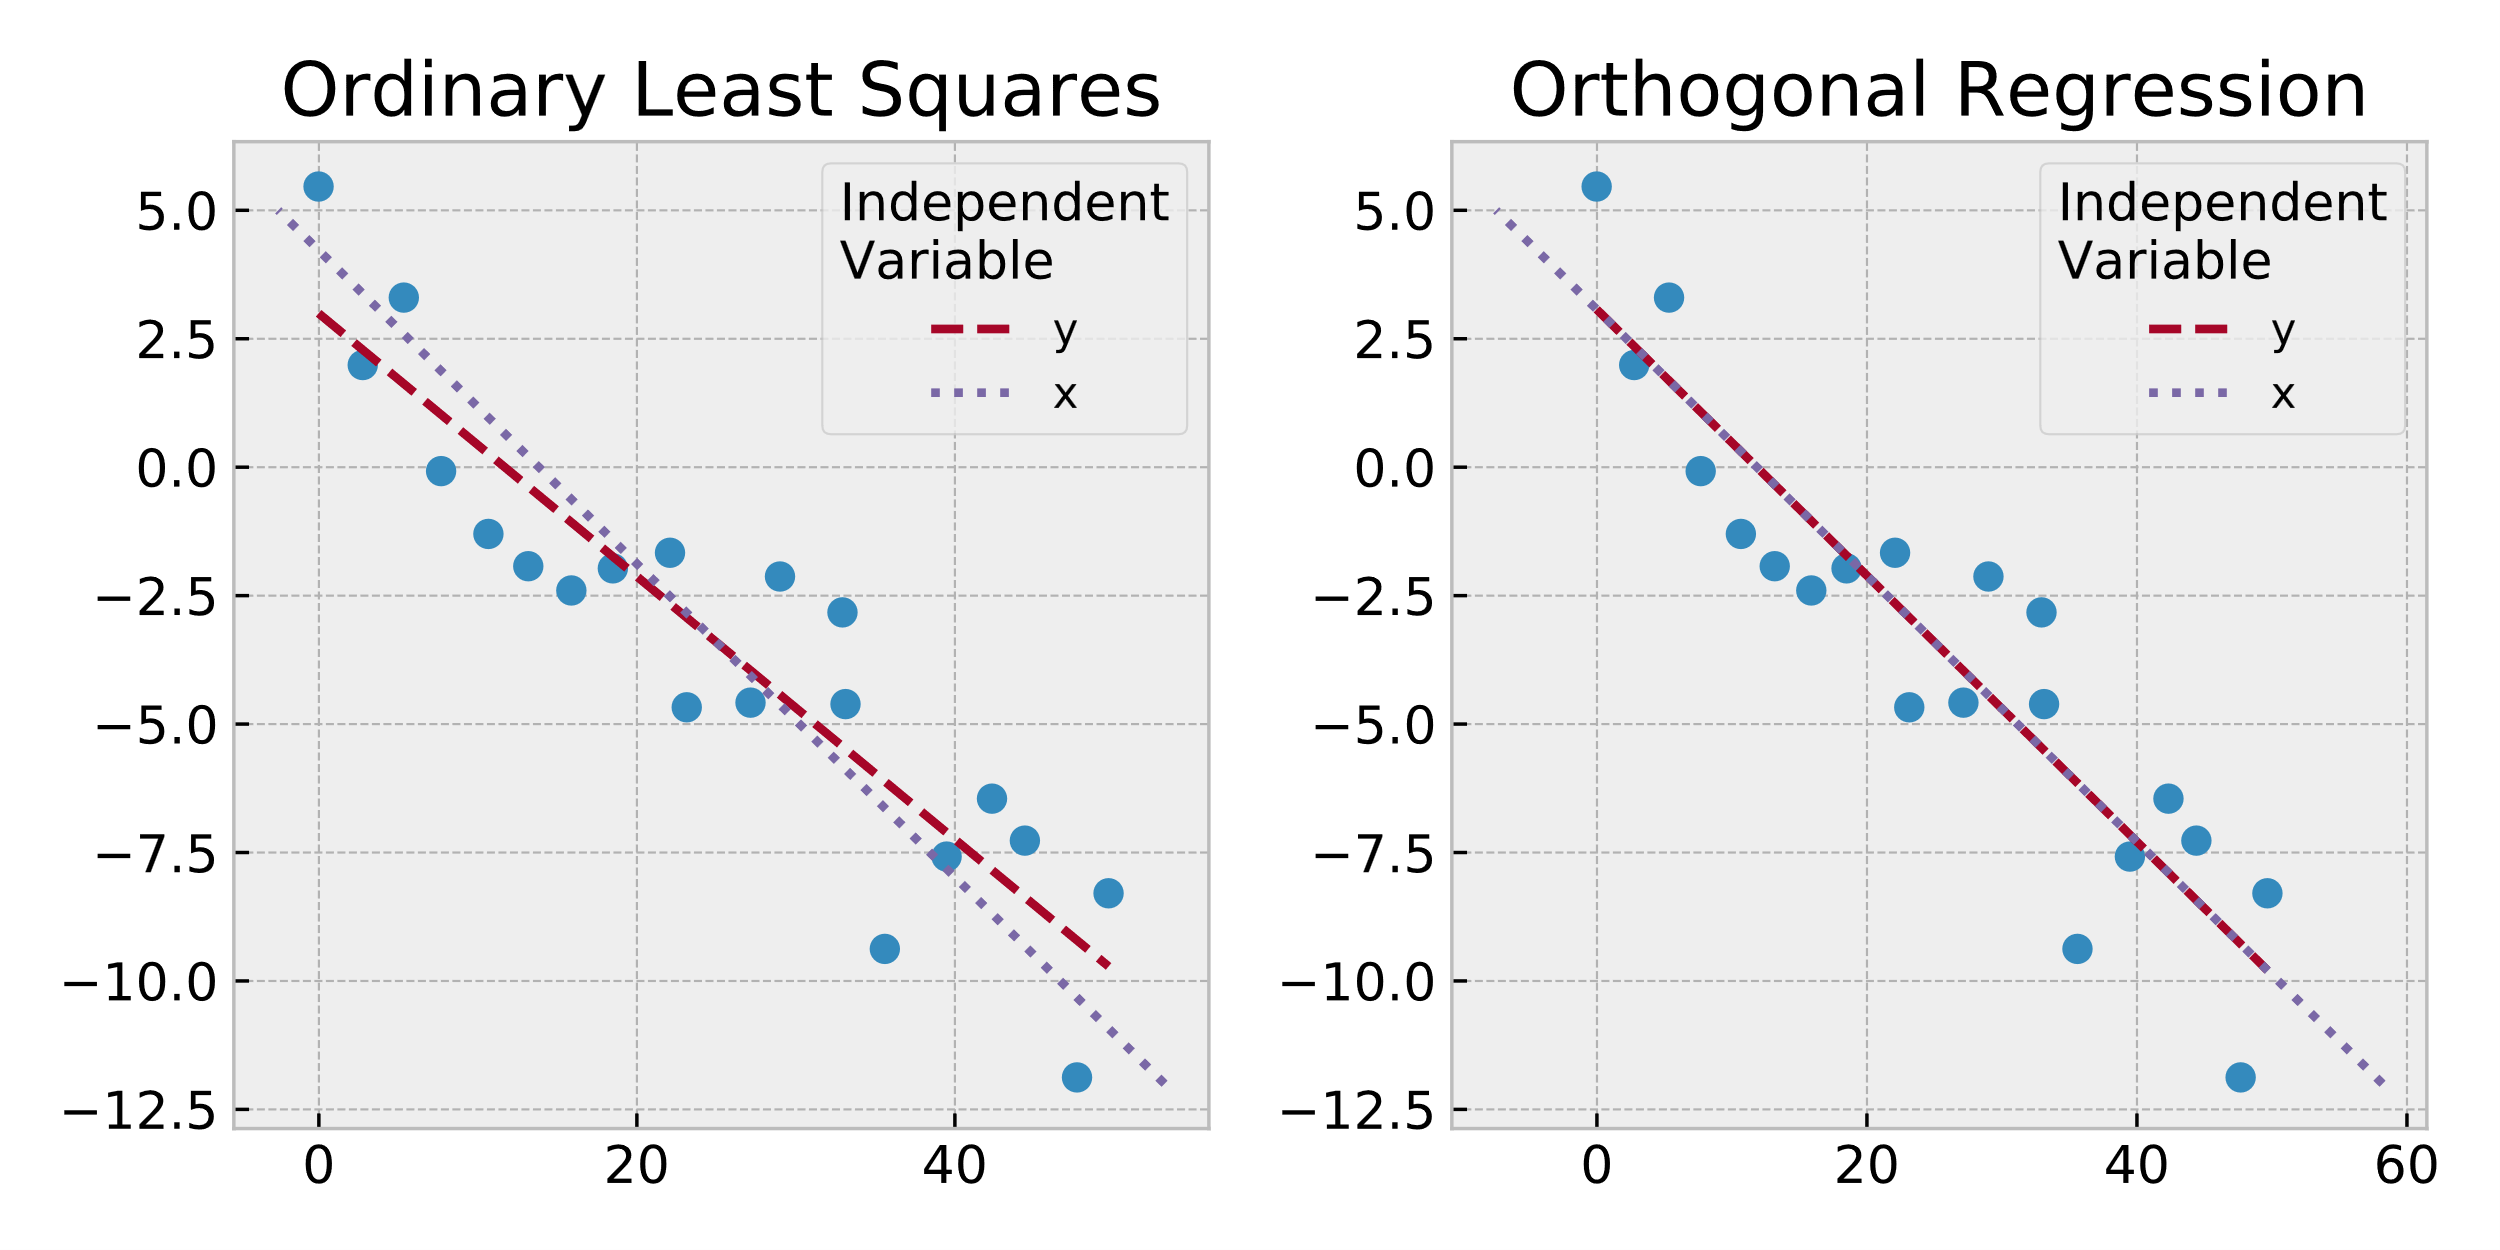 Ordinary Least Squares
5.0
2.5
0.0
−2.5
−5.0
−7.5
−10.0
−12.5
0 20 40
Independent
Variable
y
x
Orthogonal Regression
5.0
2.5
0.0
−2.5
−5.0
−7.5
−10.0
−12.5
0 20 40 60
Independent
Variable
y
x